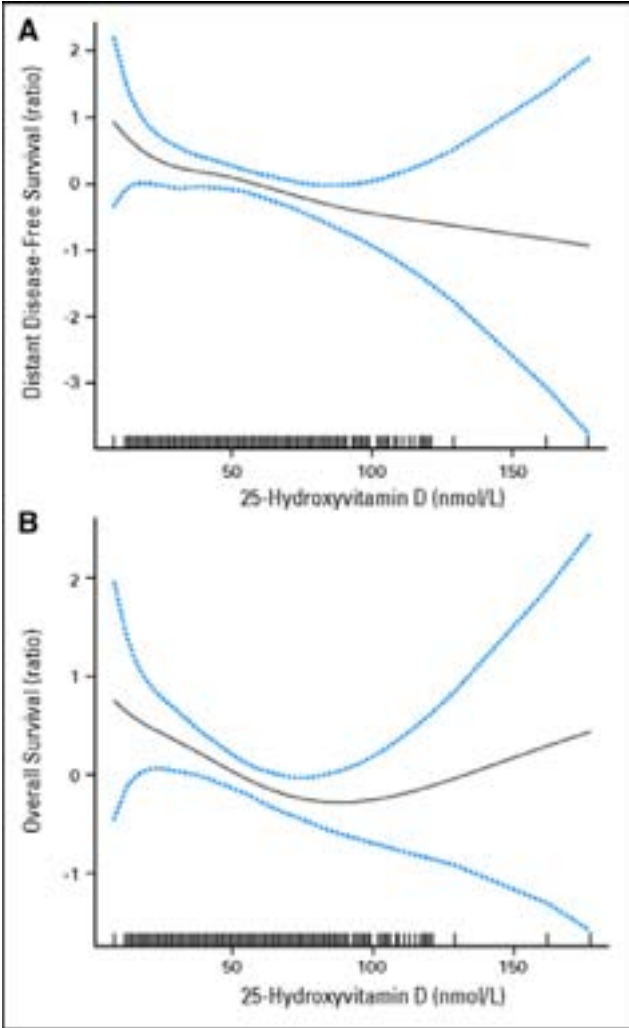 A
Distant Disease-Free Survival (ratio)
2
1
0
-1
-2
-3
50
100
150
25-Hydroxyvitamin D (nmol/L)
B
Overall Survival (ratio)
2
1
0
-1
50
100
150
25-Hydroxyvitamin D (nmol/L)